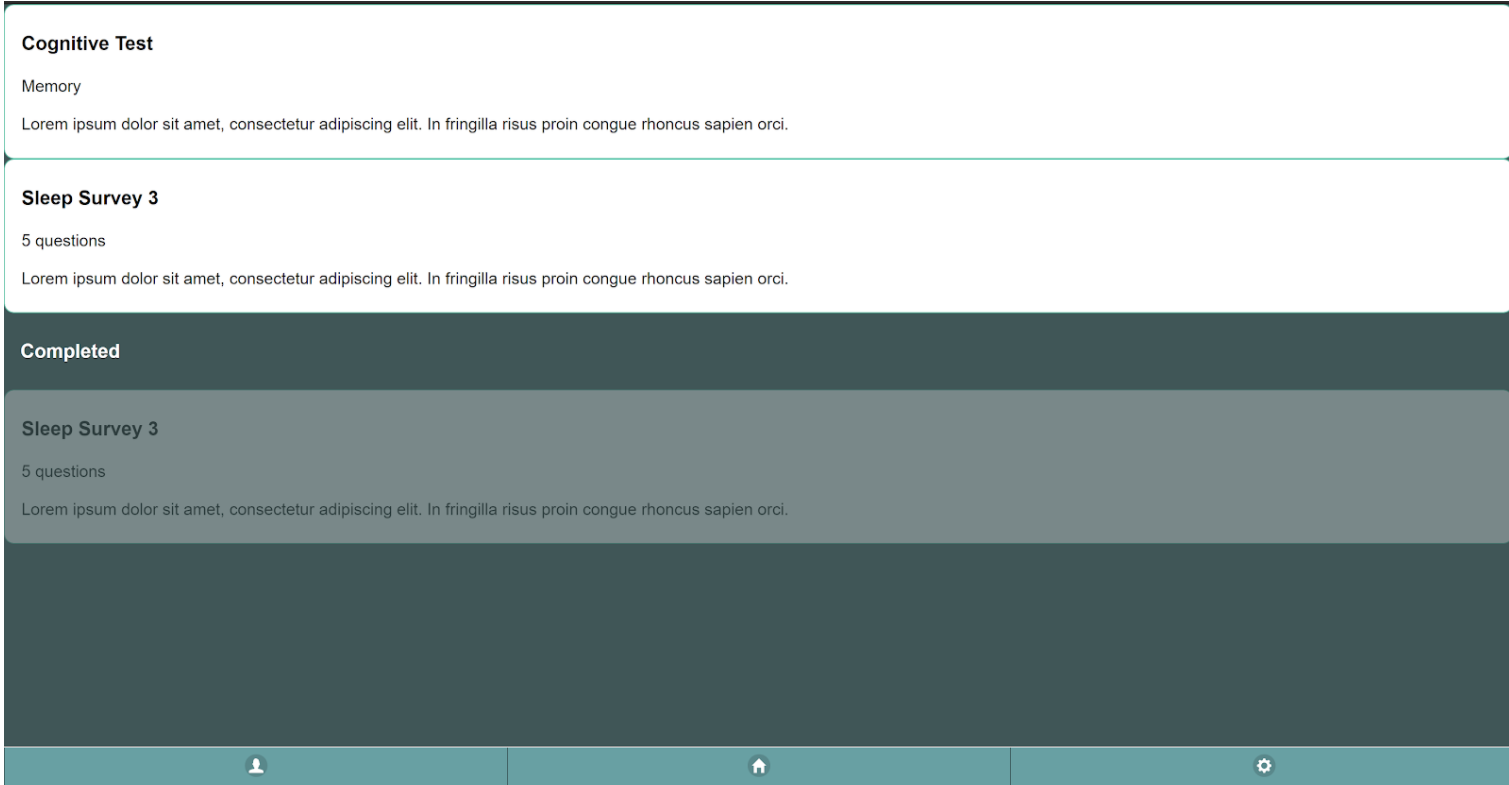 Cognitive Test
Memory
Lorem ipsum dolor sit amet, consectetur adipiscing elit. In fringilla risus proin congue rhoncus sapien orci.
Sleep Survey 3
5 questions
Lorem ipsum dolor sit amet, consectetur adipiscing elit. In fringilla risus proin congue rhoncus sapien orci.
Completed
Sleep Survey 3
5 questions
Lorem ipsum dolor sit amet, consectetur adipiscing elit. In fringilla risus proin congue rhoncus sapien orci.